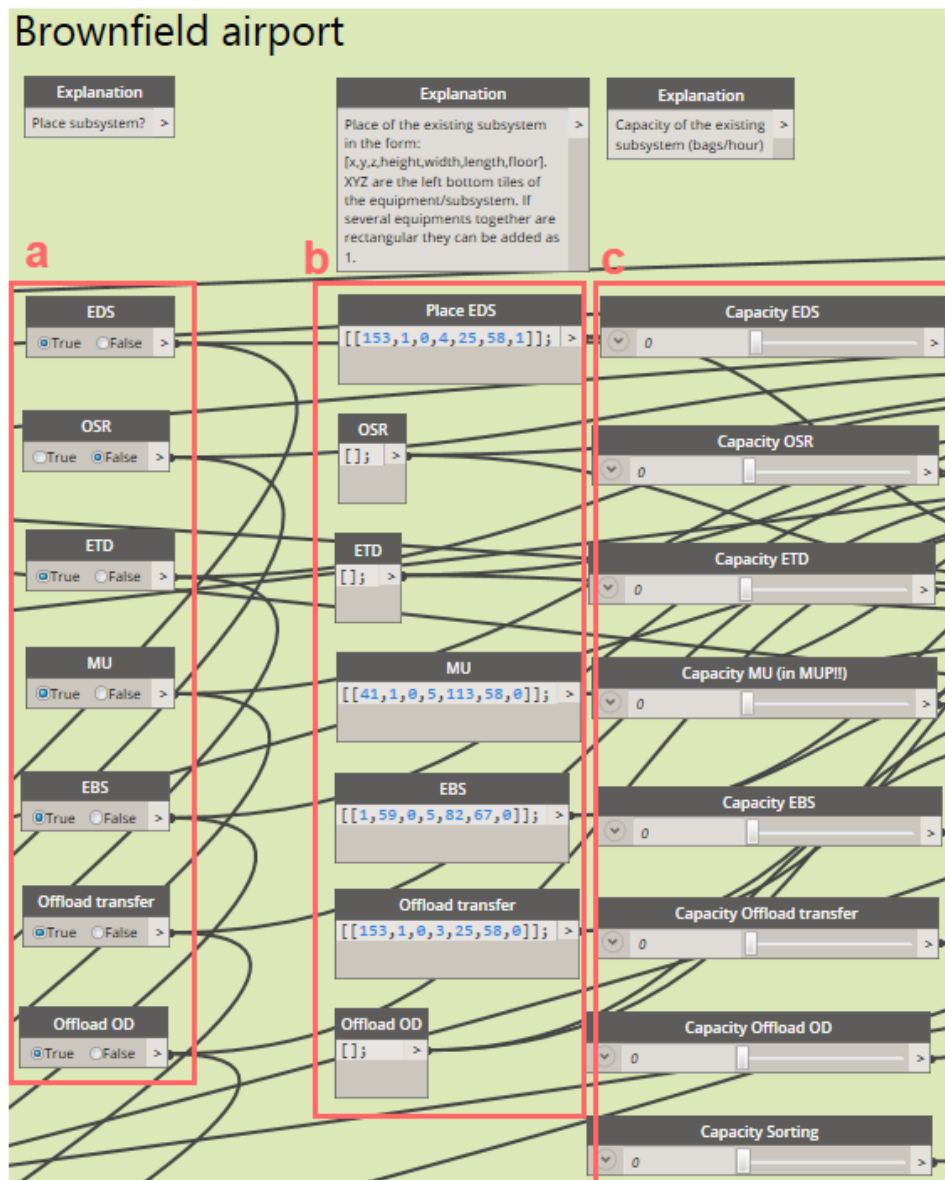 Brownfield airport
Explanation
Place subsystem? >
Explanation
Place of the existing subsystem >
in the form:
[x,y,z,height,width,length,floor].
XYZ are the left bottom tiles of
the equipment/subsystem. If
several equipments together are
rectangular they can be added as
1.
Explanation
Capacity of the existing >
subsystem (bags/hour)
a
b
c
EDS
True False >
Place EDS
[[153,1,0,4,25,58,1]]; >
Capacity EDS
0 >
OSR
True False >
OSR
[]; >
Capacity OSR
0 >
ETD
True False >
ETD
[]; >
Capacity ETD
0 >
MU
True False >
MU
[[41,1,0,5,113,58,0]]; >
Capacity MU (in MUP!!)
0 >
EBS
True False >
EBS
[[1,59,0,5,82,67,0]]; >
Capacity EBS
0 >
Offload transfer
True False >
Offload transfer
[[153,1,0,3,25,58,0]]; >
Capacity Offload transfer
0 >
Offload OD
True False >
Offload OD
[]; >
Capacity Offload OD
0 >
Capacity Sorting
0 >